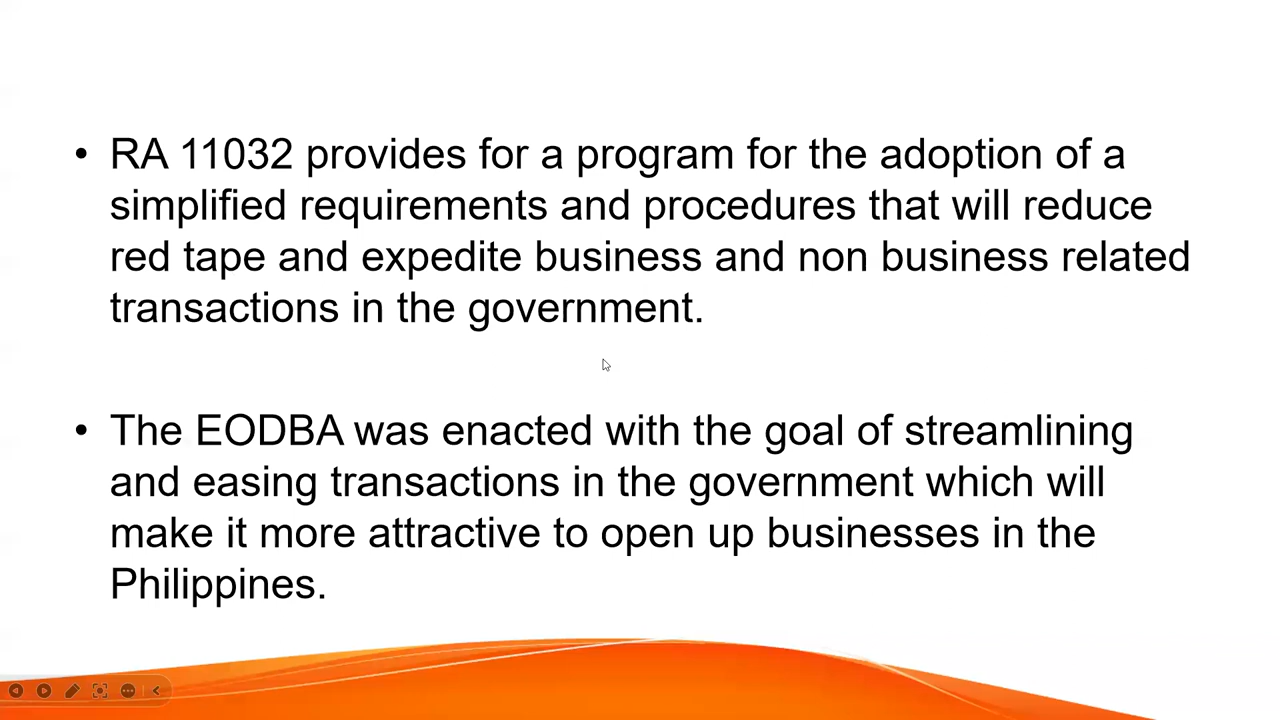 • RA 11032 provides for a program for the adoption of a
simplified requirements and procedures that will reduce
red tape and expedite business and non business related
transactions in the government.
• The EODBA was enacted with the goal of streamlining
and easing transactions in the government which will
make it more attractive to open up businesses in the
Philippines.